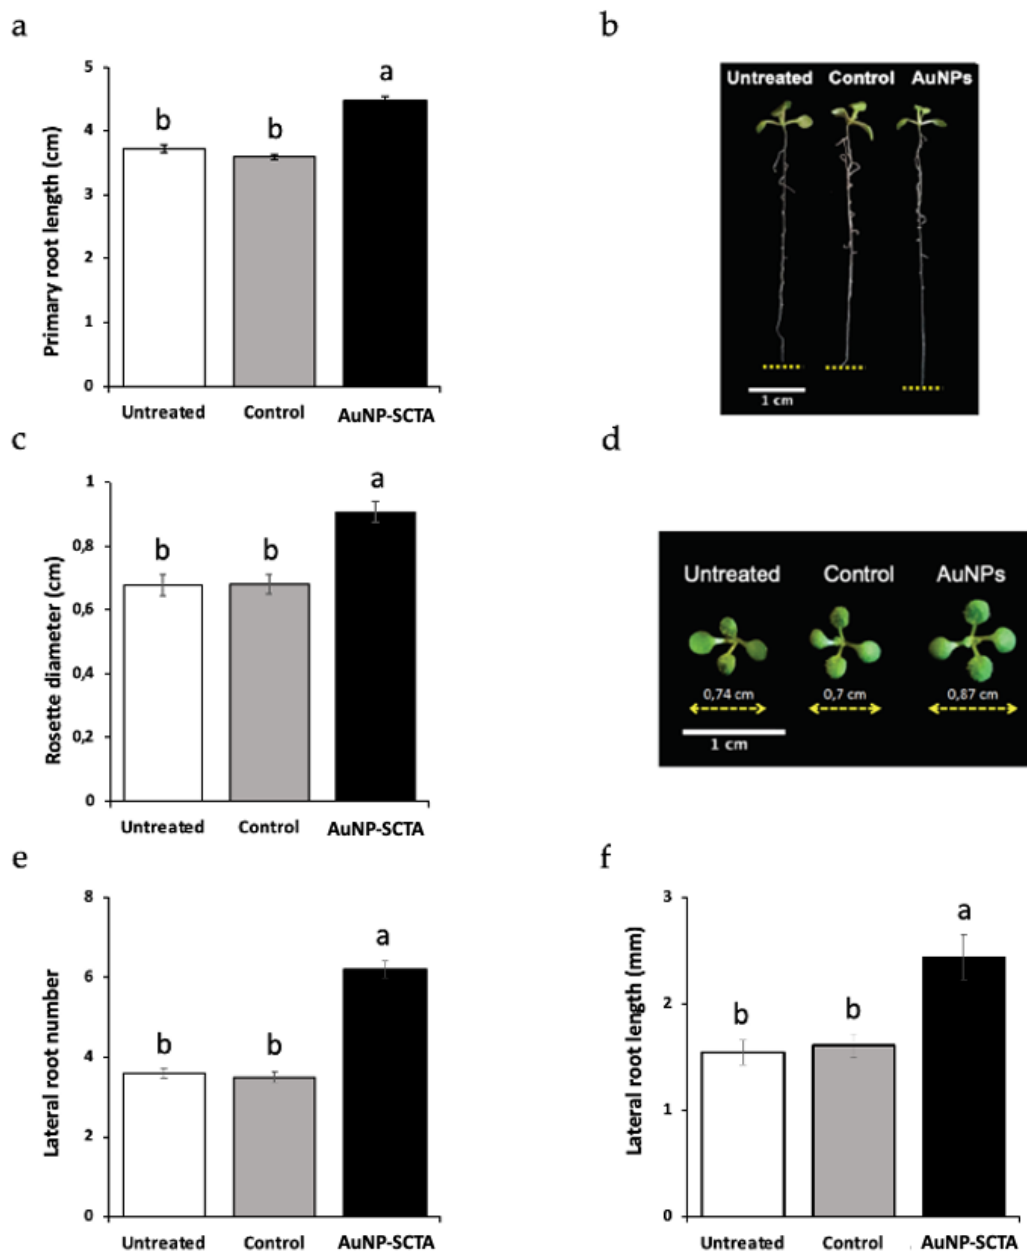 a
Primary root length (cm)
5
4
3
2
1
0
b
b
a
Untreated
Control
AuNP-SCTA
b
Untreated Control AuNPs
1 cm
c
Rosette diameter (cm)
1
0,8
0,6
0,4
0,2
0
b
b
a
Untreated
Control
AuNP-SCTA
d
Untreated Control AuNPs
0,74 cm
0,7 cm
0,87 cm
1 cm
e
Lateral root number
8
6
4
2
0
b
b
a
Untreated
Control
AuNP-SCTA
f
Lateral root length (mm)
3
2
1
0
b
b
a
Untreated
Control
AuNP-SCTA